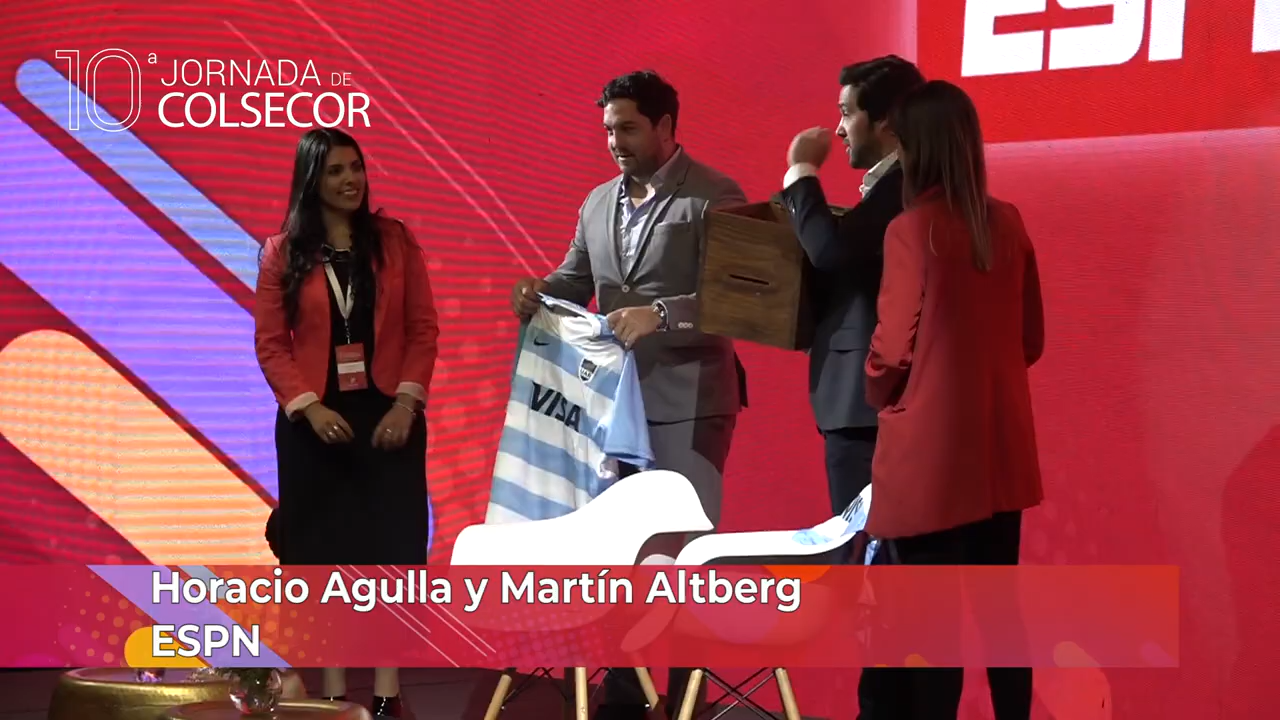 10ª JORNADA DE
COLSECOR
ESPN
VISA
Horacio Agulla y Martín Altberg
ESPN